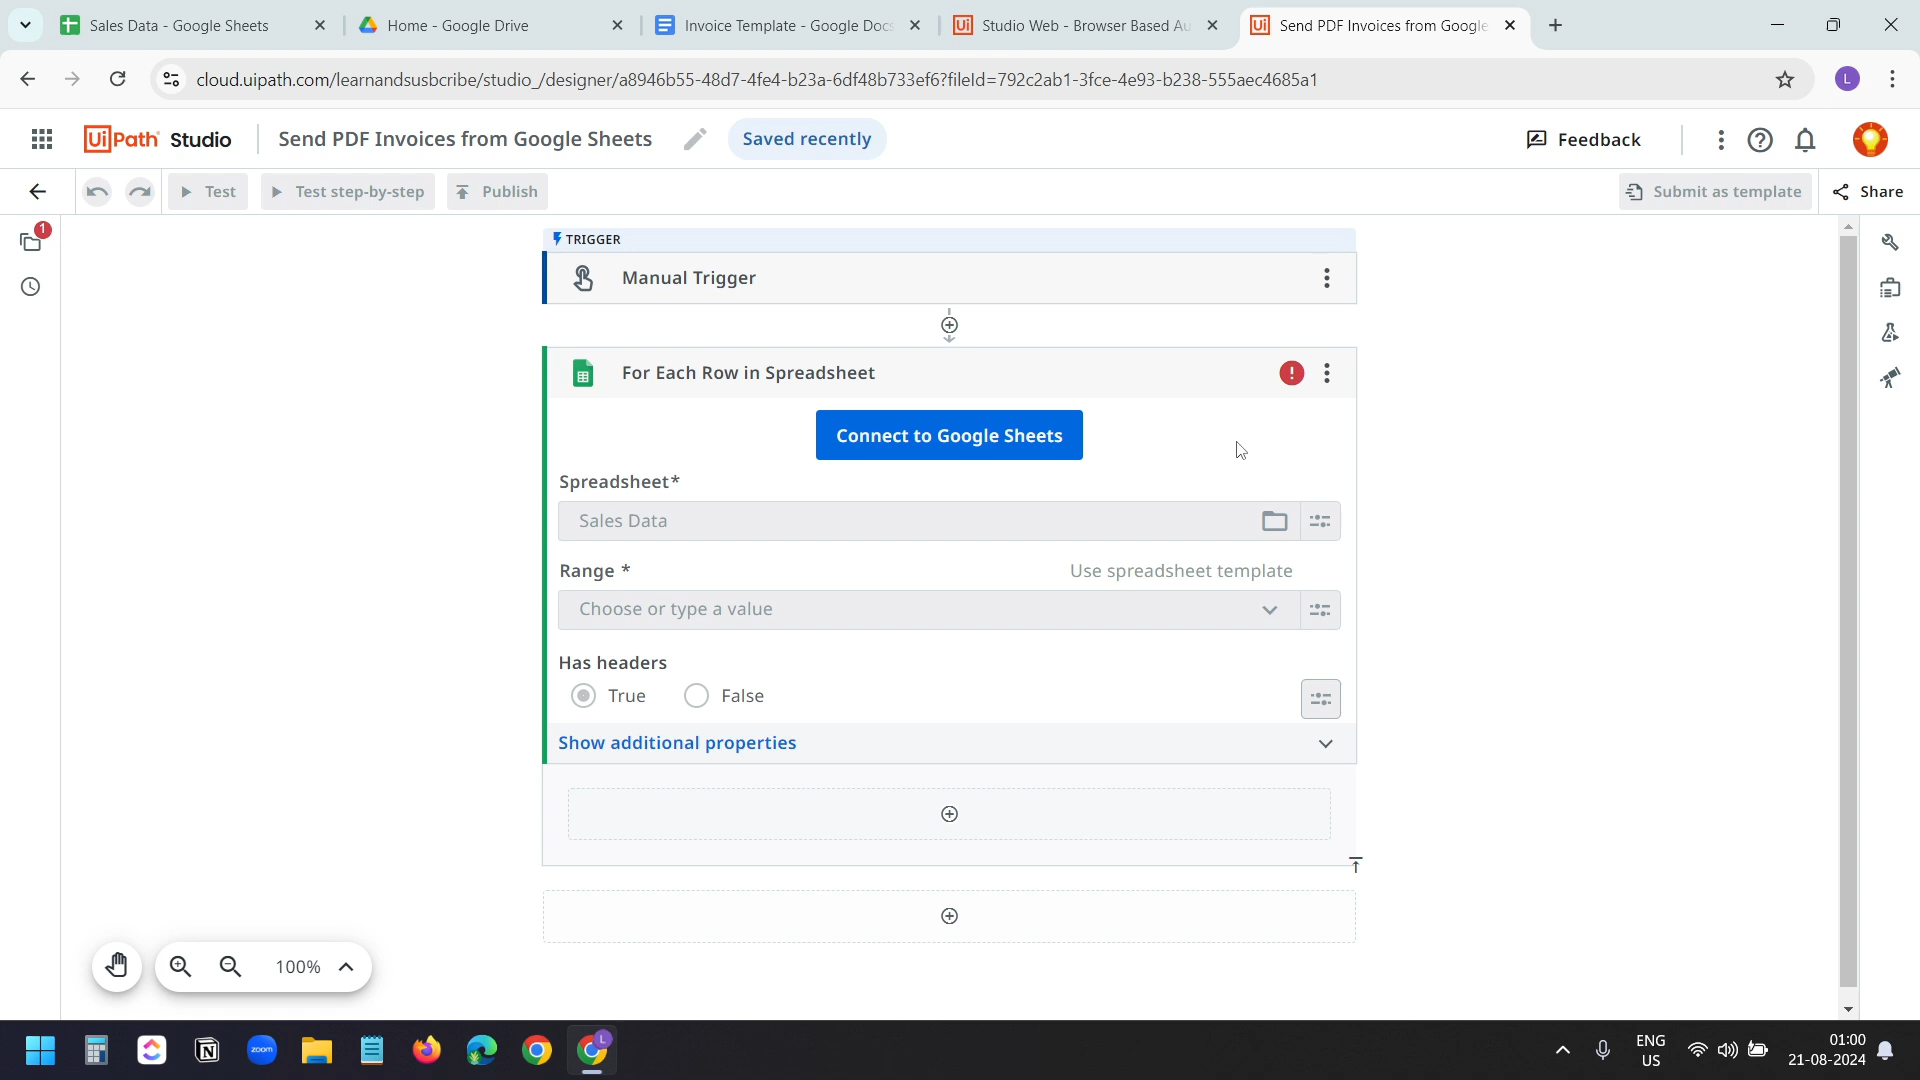 Sales Data - Google Sheets
Home - Google Drive
Invoice Template - Google Docs
Studio Web - Browser Based Au
Send PDF Invoices from Google
cloud.uipath.com/learnandsusbcribe/studio_/designer/a8946b55-48d7-4fe4-b23a-6df48b733ef6?fileId=792c2ab1-3fce-4e93-b238-555aec4685a1
L
UiPath Studio
Send PDF Invoices from Google Sheets
Saved recently
Feedback
Test
Test step-by-step
Publish
Submit as template
Share
1
TRIGGER
Manual Trigger
For Each Row in Spreadsheet
Connect to Google Sheets
Spreadsheet*
Sales Data
Range *
Use spreadsheet template
Choose or type a value
Has headers
True
False
Show additional properties
100%
zoom
L
ENG
US
01:00
21-08-2024